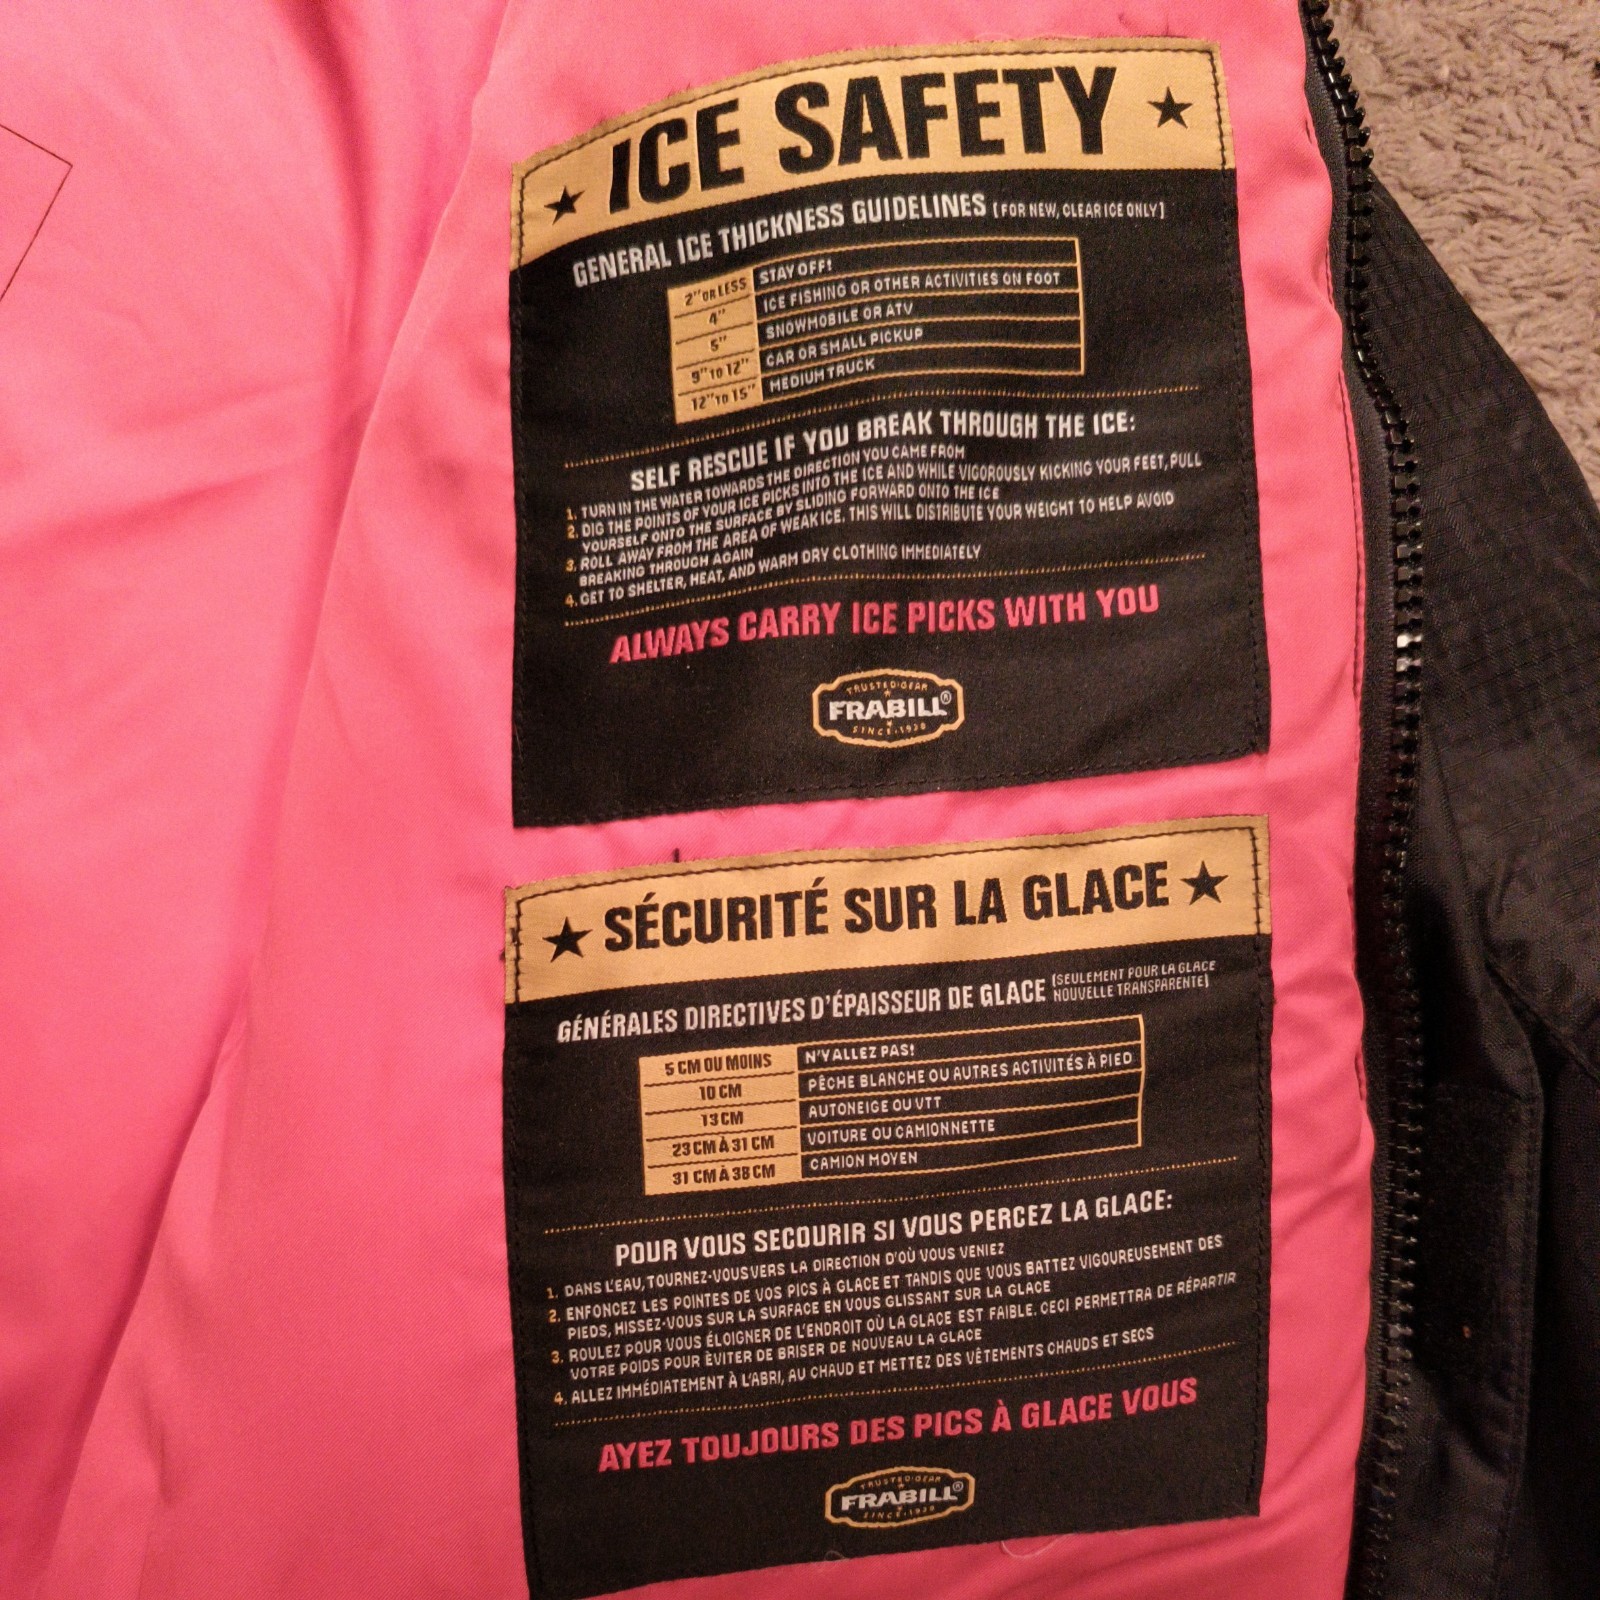 ★ ICE SAFETY ★
GENERAL ICE THICKNESS GUIDELINES [FOR NEW, CLEAR ICE ONLY]
2" OR LESS STAY OFF!
4" ICE FISHING OR OTHER ACTIVITIES ON FOOT
5" SNOWMOBILE OR ATV
9" TO 12" CAR OR SMALL PICKUP
12" TO 15" MEDIUM TRUCK
SELF RESCUE IF YOU BREAK THROUGH THE ICE:
1. TURN IN THE WATER TOWARDS THE DIRECTION YOU CAME FROM
2. DIG THE POINTS OF YOUR ICE PICKS INTO THE ICE AND WHILE VIGOROUSLY KICKING YOUR FEET, PULL
YOURSELF ONTO THE SURFACE BY SLIDING FORWARD ONTO THE ICE
3. ROLL AWAY FROM THE AREA OF WEAK ICE. THIS WILL DISTRIBUTE YOUR WEIGHT TO HELP AVOID
BREAKING THROUGH AGAIN
4. GET TO SHELTER, HEAT, AND WARM DRY CLOTHING IMMEDIATELY
ALWAYS CARRY ICE PICKS WITH YOU
TRUSTED GEAR
FRABILL®
SINCE 1938
★ SÉCURITÉ SUR LA GLACE ★
GÉNÉRALES DIRECTIVES D'ÉPAISSEUR DE GLACE [SEULEMENT POUR LA GLACE
NOUVELLE TRANSPARENTE]
5 CM OU MOINS N'Y ALLEZ PAS!
10 CM PÊCHE BLANCHE OU AUTRES ACTIVITÉS À PIED
13 CM AUTONEIGE OU VTT
23 CM À 31 CM VOITURE OU CAMIONNETTE
31 CM À 38 CM CAMION MOYEN
POUR VOUS SECOURIR SI VOUS PERCEZ LA GLACE:
1. DANS L'EAU, TOURNEZ-VOUS VERS LA DIRECTION D'OÙ VOUS VENIEZ
2. ENFONCEZ LES POINTES DE VOS PICS À GLACE ET TANDIS QUE VOUS BATTEZ VIGOUREUSEMENT DES
PIEDS, HISSEZ-VOUS SUR LA SURFACE EN VOUS GLISSANT SUR LA GLACE
3. ROULEZ POUR VOUS ÉLOIGNER DE L'ENDROIT OÙ LA GLACE EST FAIBLE. CECI PERMETTRA DE RÉPARTIR
VOTRE POIDS POUR ÈVITER DE BRISER DE NOUVEAU LA GLACE
4. ALLEZ IMMÉDIATEMENT À L'ABRI, AU CHAUD ET METTEZ DES VÊTEMENTS CHAUDS ET SECS
AYEZ TOUJOURS DES PICS À GLACE VOUS
TRUSTED GEAR
FRABILL®
SINCE 1938